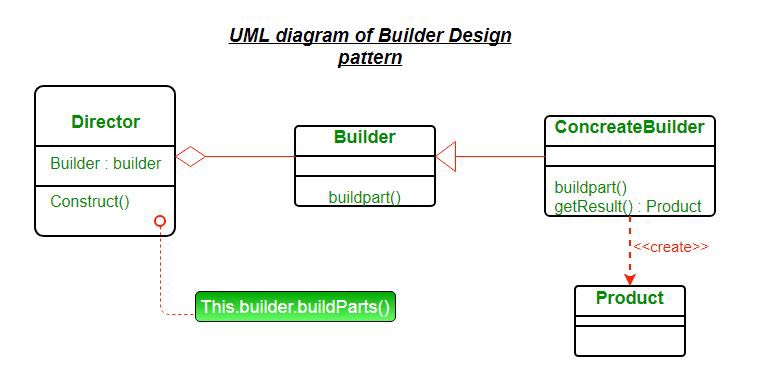 UML diagram of Builder Design
pattern
Director
Builder : builder
Construct()
Builder
buildpart()
ConcreateBuilder
buildpart()
getResult() : Product
<<create>>
Product
This.builder.buildParts()